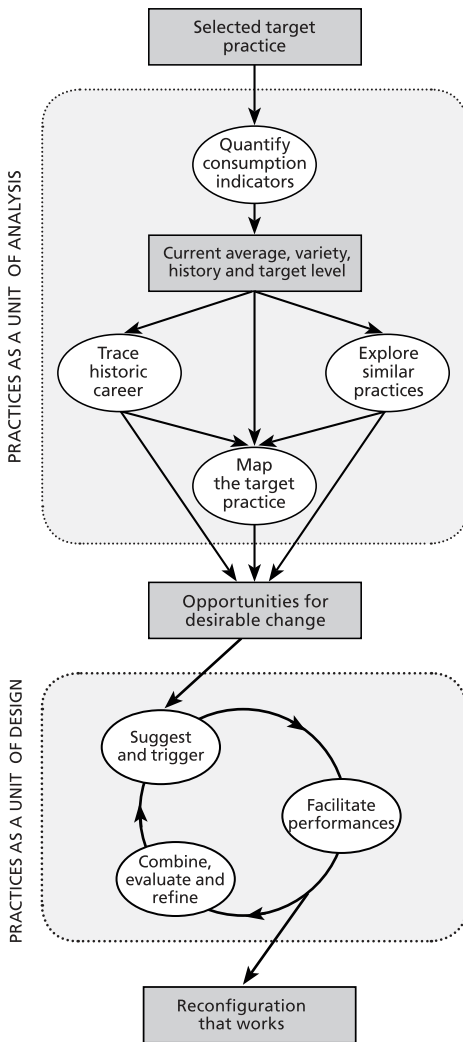 Selected target
practice
PRACTICES AS A UNIT OF ANALYSIS
Quantify
consumption
indicators
Current average, variety,
history and target level
Trace
historic
career
Explore
similar
practices
Map
the target
practice
Opportunities for
desirable change
PRACTICES AS A UNIT OF DESIGN
Suggest
and trigger
Facilitate
performances
Combine,
evaluate and
refine
Reconfiguration
that works